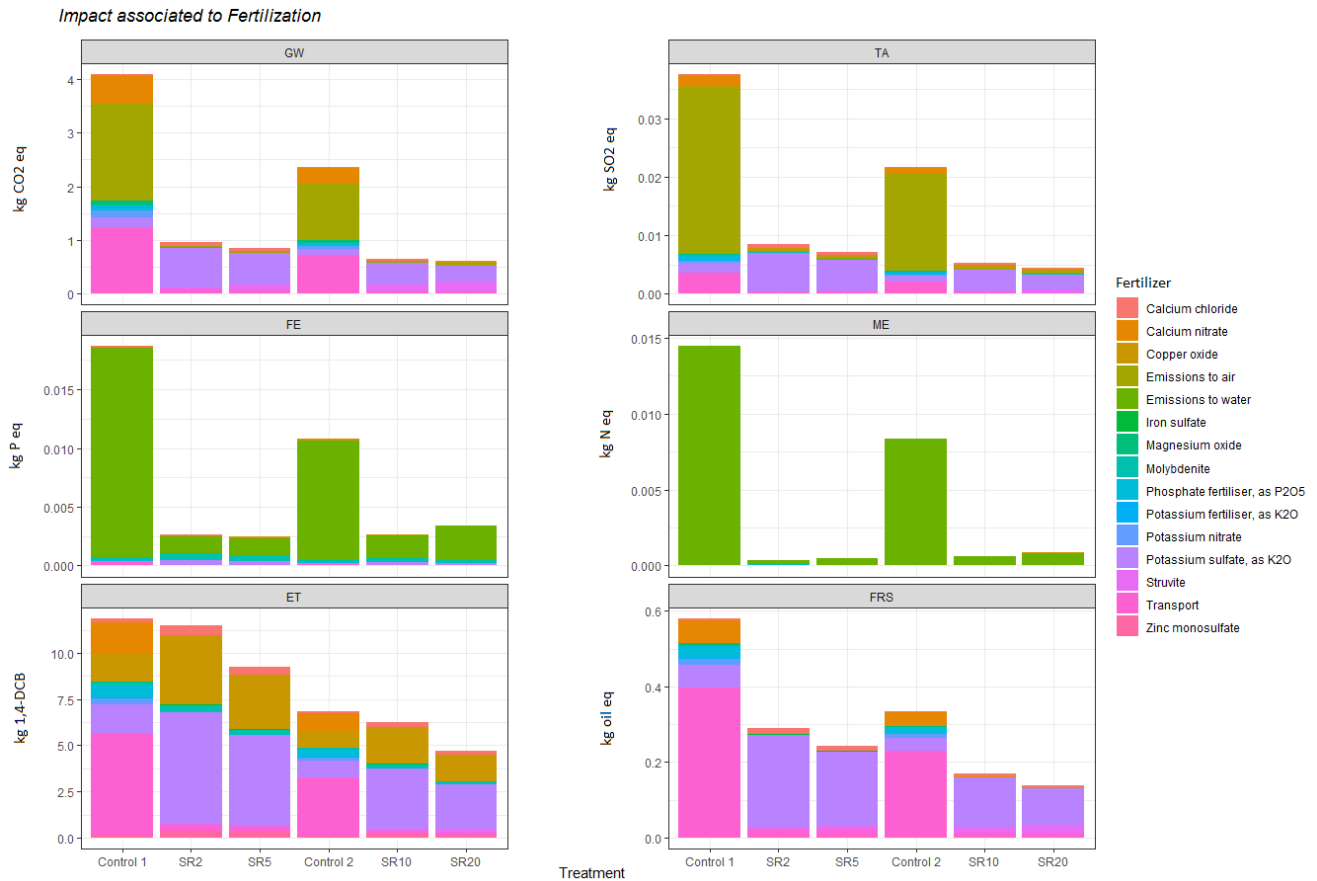 Impact associated to Fertilization
GW
kg CO2 eq
4
3
2
1
0
TA
kg SO2 eq
0.03
0.02
0.01
0.00
FE
kg P eq
0.015
0.010
0.005
0.000
ME
kg N eq
0.015
0.010
0.005
0.000
ET
kg 1,4-DCB
10.0
7.5
5.0
2.5
0.0
Control 1 SR2 SR5 Control 2 SR10 SR20
FRS
kg oil eq
0.6
0.4
0.2
0.0
Control 1 SR2 SR5 Control 2 SR10 SR20
Treatment
Fertilizer
Calcium chloride
Calcium nitrate
Copper oxide
Emissions to air
Emissions to water
Iron sulfate
Magnesium oxide
Molybdenite
Phosphate fertiliser, as P2O5
Potassium fertiliser, as K2O
Potassium nitrate
Potassium sulfate, as K2O
Struvite
Transport
Zinc monosulfate